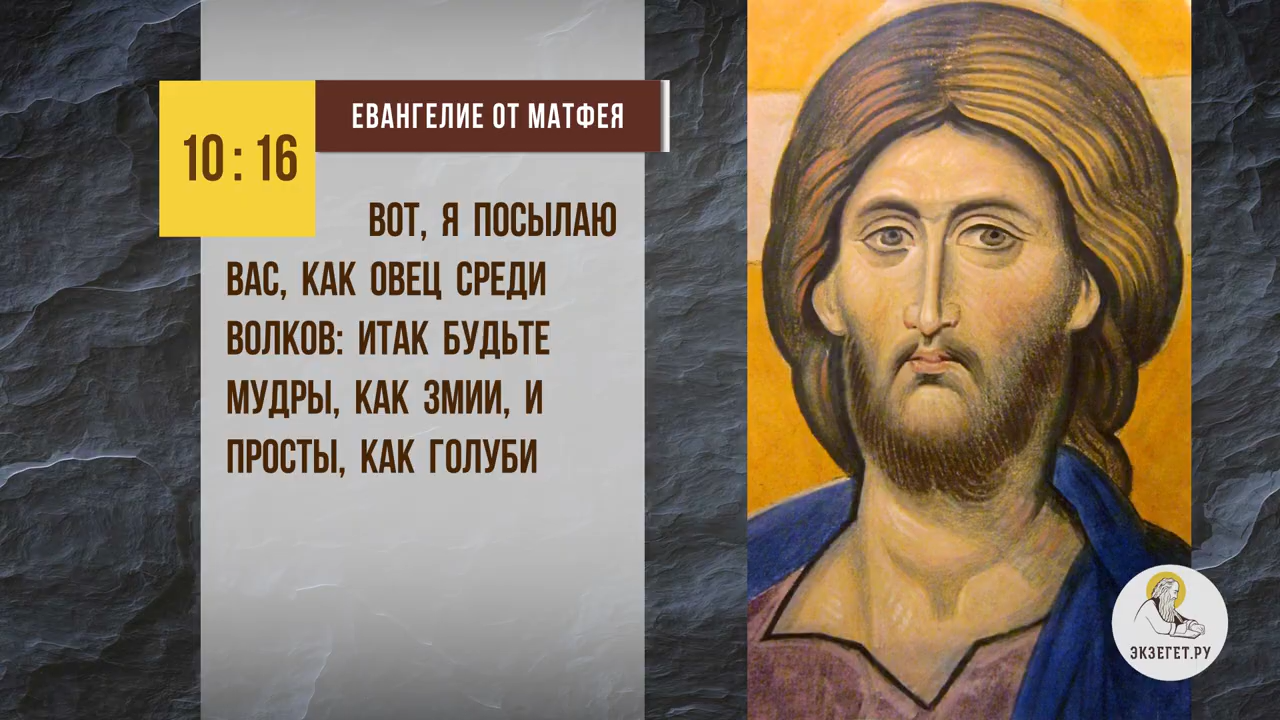 10 : 16
ЕВАНГЕЛИЕ ОТ МАТФЕЯ
ВОТ, Я ПОСЫЛАЮ
ВАС, КАК ОВЕЦ СРЕДИ
ВОЛКОВ: ИТАК БУДЬТЕ
МУДРЫ, КАК ЗМИИ, И
ПРОСТЫ, КАК ГОЛУБИ
ЭКЗЕГЕТ.РУ